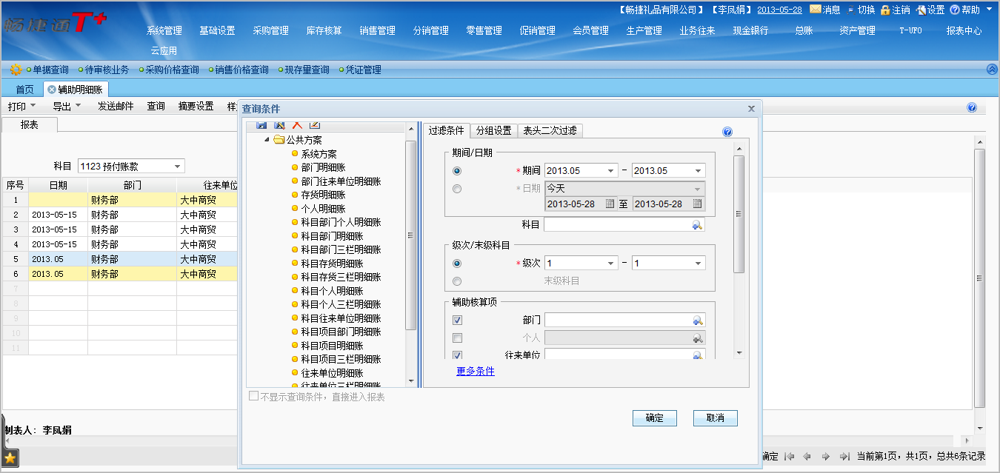 【畅捷礼品有限公司】 【李凤娟】 2013-05-28 消息 切换 注销 设置 帮助
畅捷通T+
系统管理 基础设置 采购管理 库存核算 销售管理 分销管理 零售管理 促销管理 会员管理 生产管理 业务往来 现金银行 总账 资产管理 T-UFO 报表中心
云应用
单据查询 待审核业务 采购价格查询 销售价格查询 现存量查询 凭证管理
首页 辅助明细账
打印 导出 发送邮件 查询 摘要设置 样
报表
科目 1123 预付账款
序号 日期 部门 往来单位
1 财务部 大中商贸
2 2013-05-15 财务部 大中商贸
3 2013-05-15 财务部 大中商贸
4 2013-05-15 财务部 大中商贸
5 2013.05 财务部 大中商贸
6 2013.05 财务部 大中商贸
7
8
9
10
11
制表人：李凤娟
查询条件
公共方案
系统方案
部门明细账
部门往来单位明细账
存货明细账
个人明细账
科目部门个人明细账
科目部门明细账
科目部门三栏明细账
科目存货明细账
科目存货三栏明细账
科目个人明细账
科目个人三栏明细账
科目往来单位明细账
科目项目部门明细账
科目项目明细账
科目项目三栏明细账
往来单位明细账
往来单位三栏明细账
过滤条件 分组设置 表头二次过滤
期间/日期
*期间 2013.05 - 2013.05
*日期 今天
2013-05-28 至 2013-05-28
科目
级次/末级科目
*级次 1 - 1
末级科目
辅助核算项
部门
个人
往来单位
更多条件
不显示查询条件，直接进入报表
确定 取消
确定 当前第1页，共1页，总共6条记录